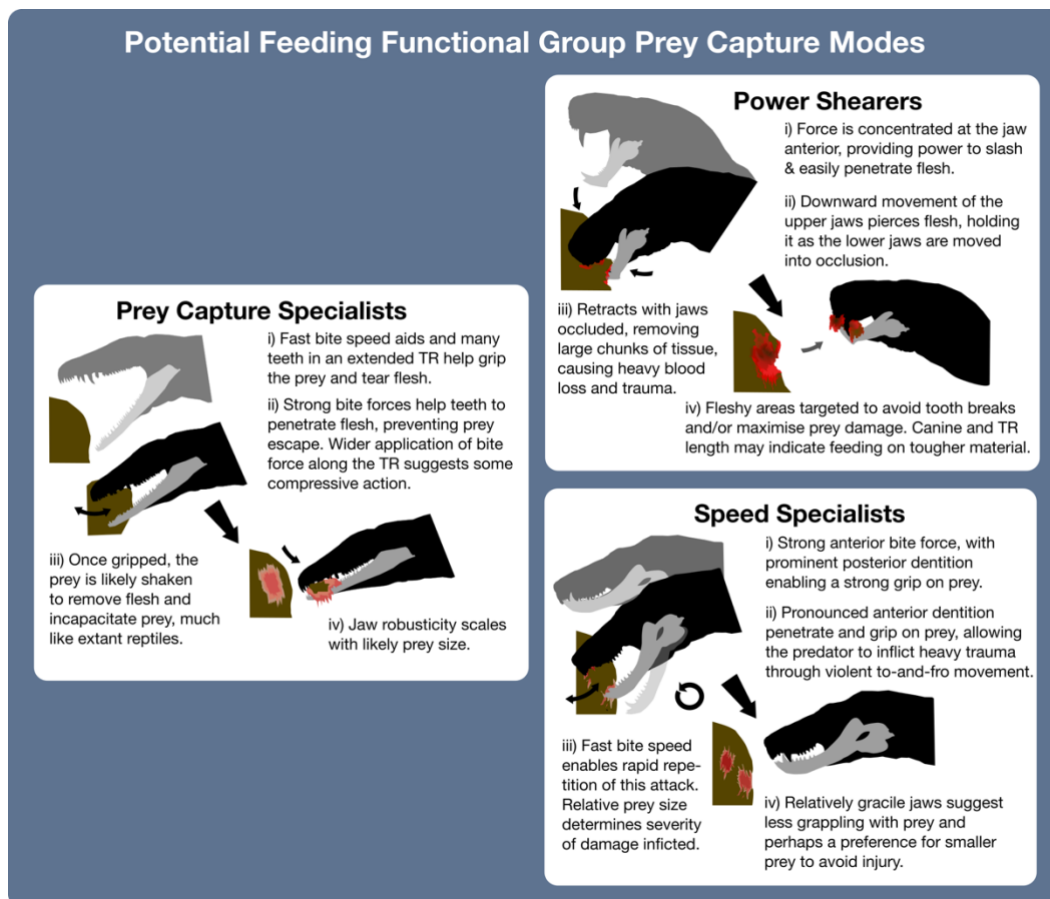 Potential Feeding Functional Group Prey Capture Modes
Power Shearers
i) Force is concentrated at the jaw
anterior, providing power to slash
& easily penetrate flesh.
ii) Downward movement of the
upper jaws pierces flesh, holding
it as the lower jaws are moved
into occlusion.
iii) Retracts with jaws
occluded, removing
large chunks of tissue,
causing heavy blood
loss and trauma.
iv) Fleshy areas targeted to avoid tooth breaks
and/or maximise prey damage. Canine and TR
length may indicate feeding on tougher material.
Prey Capture Specialists
i) Fast bite speed aids and many
teeth in an extended TR help grip
the prey and tear flesh.
ii) Strong bite forces help teeth to
penetrate flesh, preventing prey
escape. Wider application of bite
force along the TR suggests some
compressive action.
iii) Once gripped, the
prey is likely shaken
to remove flesh and
incapacitate prey, much
like extant reptiles.
iv) Jaw robusticity scales
with likely prey size.
Speed Specialists
i) Strong anterior bite force, with
prominent posterior dentition
enabling a strong grip on prey.
ii) Pronounced anterior dentition
penetrate and grip on prey, allowing
the predator to inflict heavy trauma
through violent to-and-fro movement.
iii) Fast bite speed
enables rapid repe-
tition of this attack.
Relative prey size
determines severity
of damage inficted.
iv) Relatively gracile jaws suggest
less grappling with prey and
perhaps a preference for smaller
prey to avoid injury.